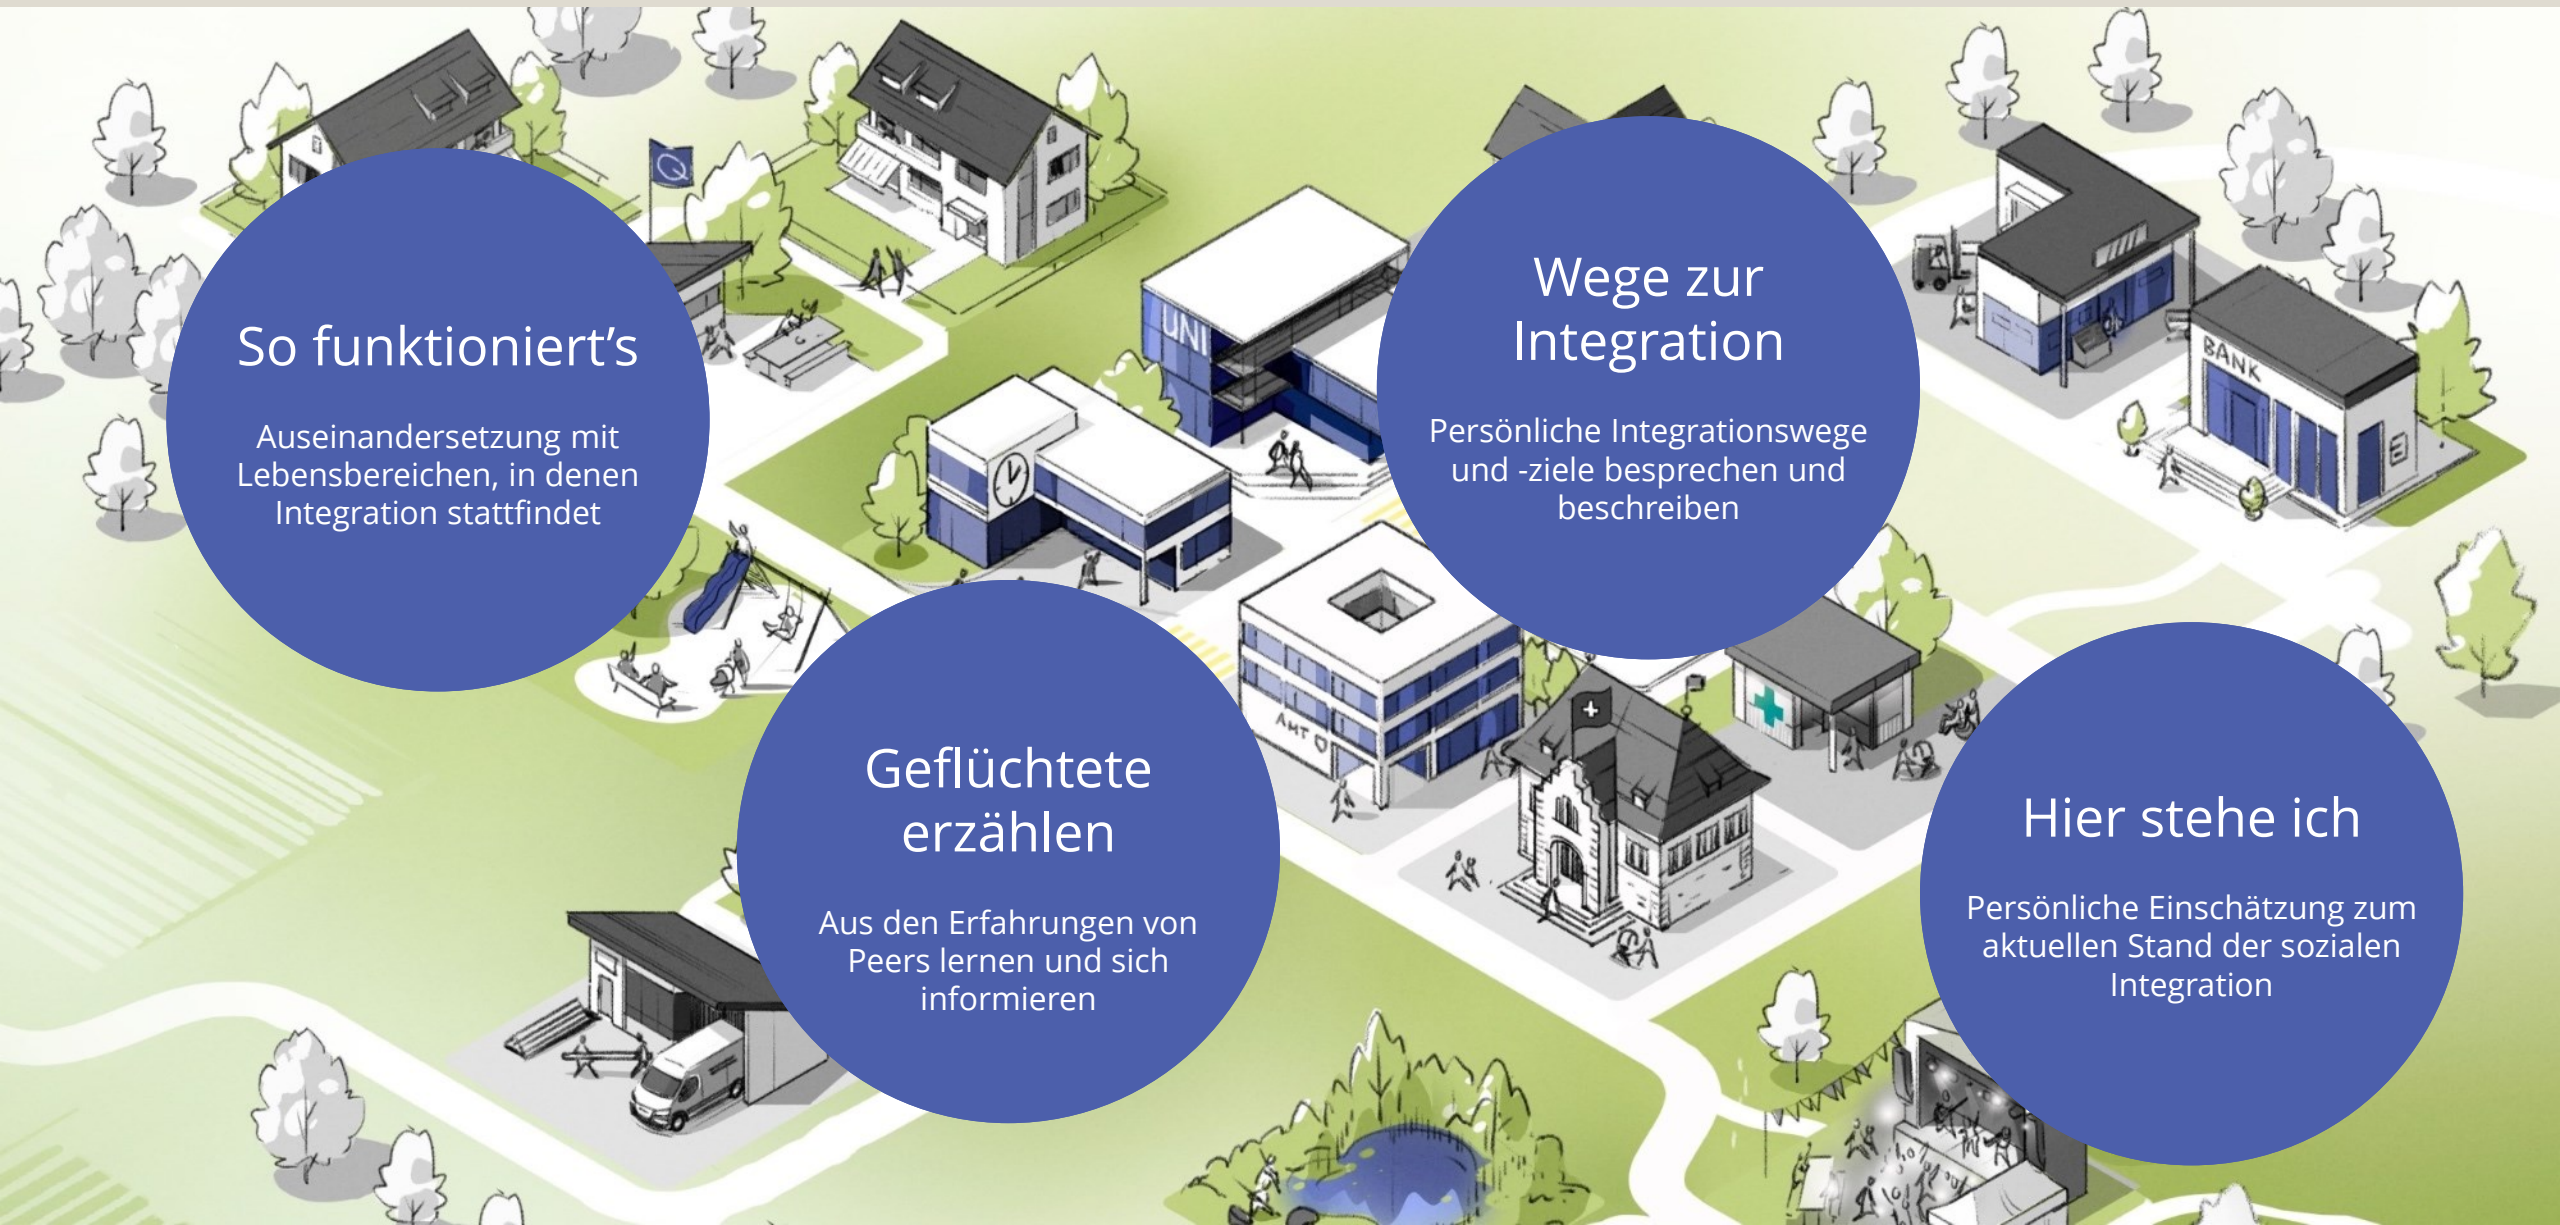 So funktioniert’s
Auseinandersetzung mit
Lebensbereichen, in denen
Integration stattfindet
Geflüchtete
erzählen
Aus den Erfahrungen von
Peers lernen und sich
informieren
Wege zur
Integration
Persönliche Integrationswege
und -ziele besprechen und
beschreiben
Hier stehe ich
Persönliche Einschätzung zum
aktuellen Stand der sozialen
Integration
Q
UNI
BANK
AMT